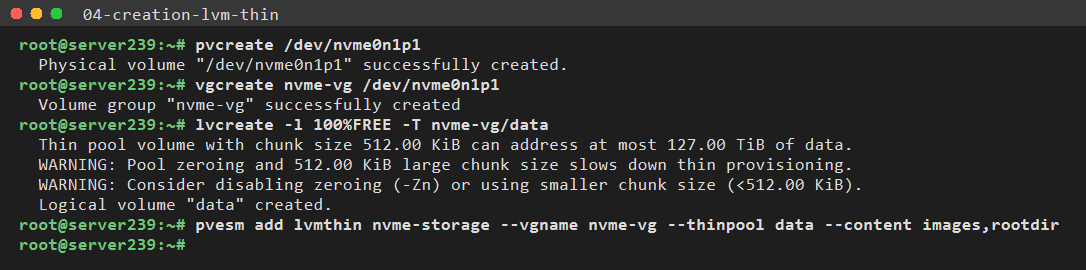 04-creation-lvm-thin
root@server239:~# pvcreate /dev/nvme0n1p1
  Physical volume "/dev/nvme0n1p1" successfully created.
root@server239:~# vgcreate nvme-vg /dev/nvme0n1p1
  Volume group "nvme-vg" successfully created
root@server239:~# lvcreate -l 100%FREE -T nvme-vg/data
  Thin pool volume with chunk size 512.00 KiB can address at most 127.00 TiB of data.
  WARNING: Pool zeroing and 512.00 KiB large chunk size slows down thin provisioning.
  WARNING: Consider disabling zeroing (-Zn) or using smaller chunk size (<512.00 KiB).
  Logical volume "data" created.
root@server239:~# pvesm add lvmthin nvme-storage --vgname nvme-vg --thinpool data --content images,rootdir
root@server239:~#